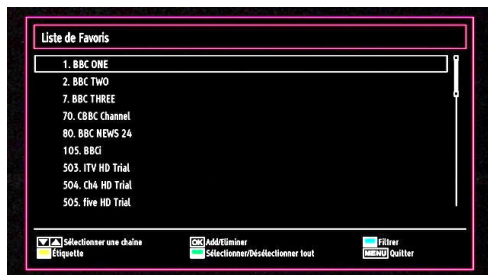 Liste de Favoris
1. BBC ONE
2. BBC TWO
7. BBC THREE
70. CBBC Channel
80. BBC NEWS 24
105. BBCi
503. ITV HD Trial
504. Ch4 HD Trial
505. five HD Trial
Sélectionner une chaîne OK Add/Eliminer Filtrer
Étiquette Sélectionner/Désélectionner tout MENU Quitter